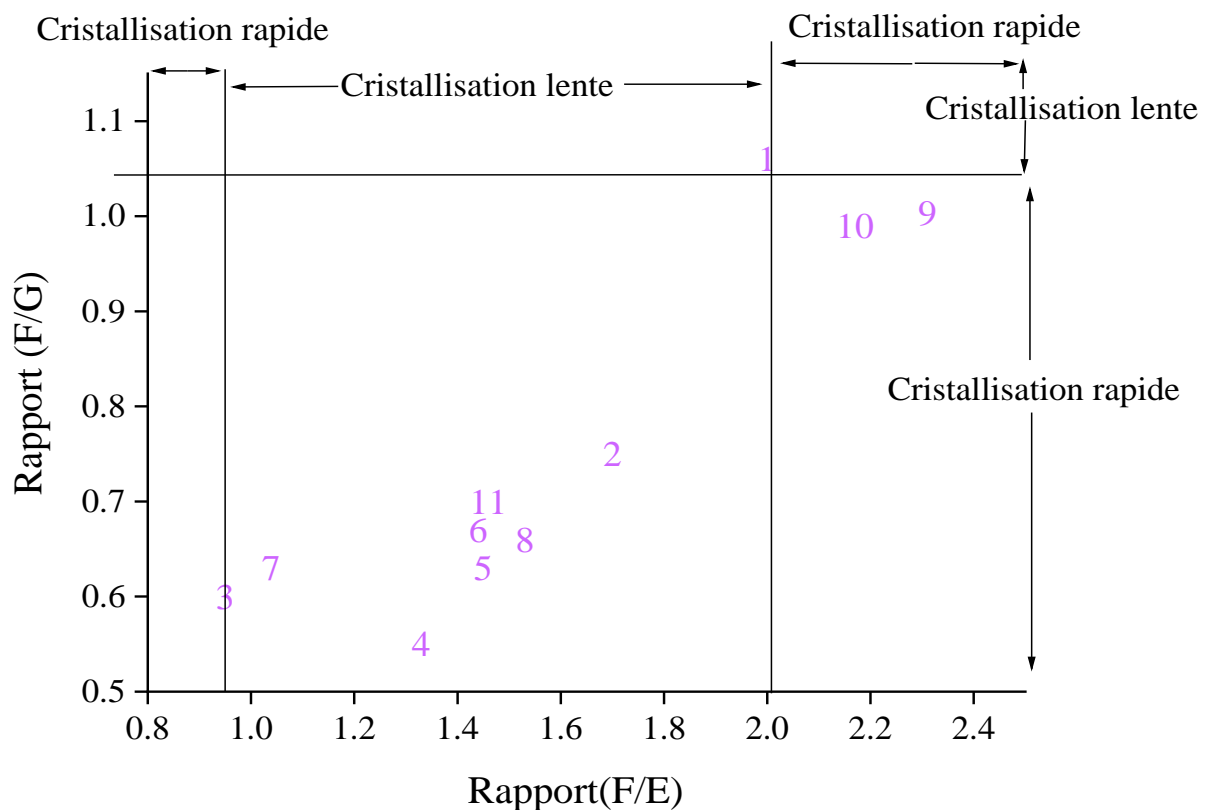 Cristallisation rapide
Cristallisation rapide
Cristallisation lente
Cristallisation lente
1.1
1
1.0
10
9
0.9
Rapport (F/G)
Cristallisation rapide
0.8
2
0.7
11
6
8
5
7
3
0.6
4
0.5
0.8 1.0 1.2 1.4 1.6 1.8 2.0 2.2 2.4
Rapport(F/E)